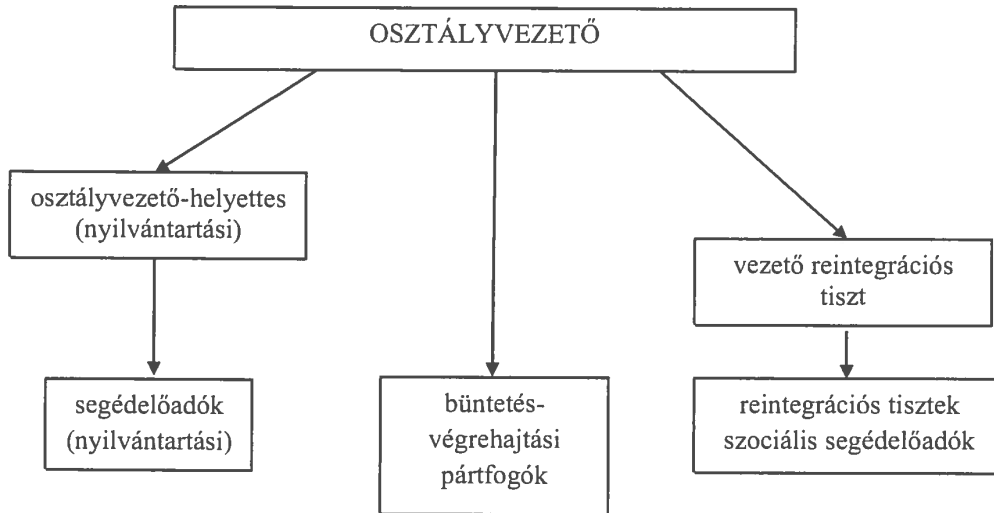 OSZTÁLYVEZETŐ
osztályvezető-helyettes
(nyilvántartási)
vezető reintegrációs
tiszt
segédelőadók
(nyilvántartási)
büntetés-
végrehajtási
pártfogók
reintegrációs tisztek
szociális segédelőadók